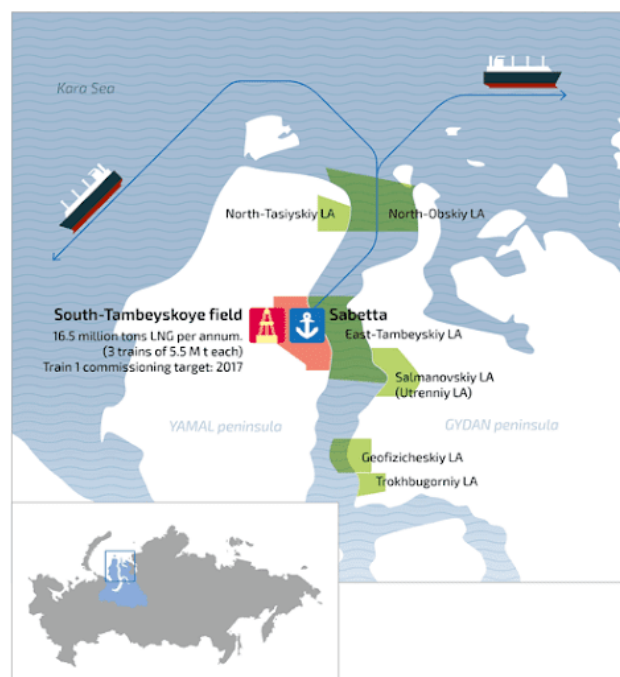 Kara Sea
North-Tasiyskiy LA
North-Obskiy LA
South-Tambeyskoye field
16.5 million tons LNG per annum.
(3 trains of 5.5 M t each)
Train 1 commissioning target: 2017
Sabetta
East-Tambeyskiy LA
Salmanovskiy LA
(Utrenniy LA)
YAMAL peninsula
GYDAN peninsula
Geofizicheskiy LA
Trokhbugorniy LA